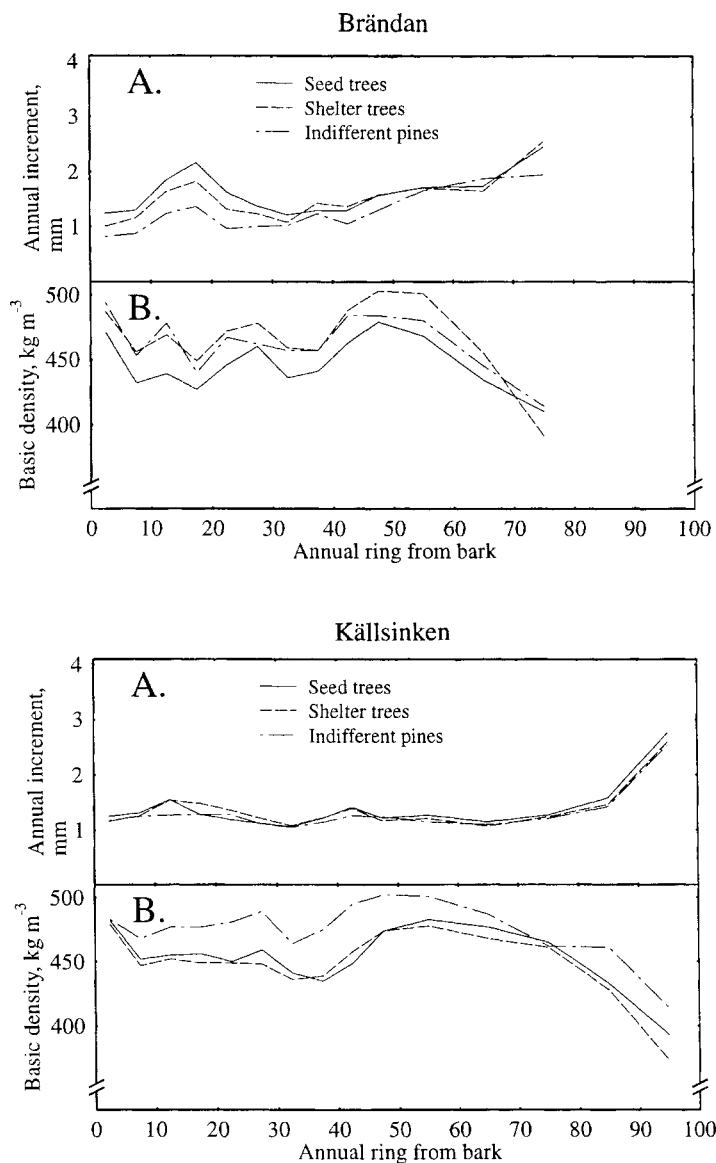 Brändan
4
A.
Seed trees
Shelter trees
Indifferent pines
3
2
1
Annual increment,
mm
B.
500
450
400
Basic density, kg m⁻³
0 10 20 30 40 50 60 70 80 90 100
Annual ring from bark
Källsinken
4
A.
Seed trees
Shelter trees
Indifferent pines
3
2
1
Annual increment,
mm
B.
500
450
400
Basic density, kg m⁻³
0 10 20 30 40 50 60 70 80 90 100
Annual ring from bark